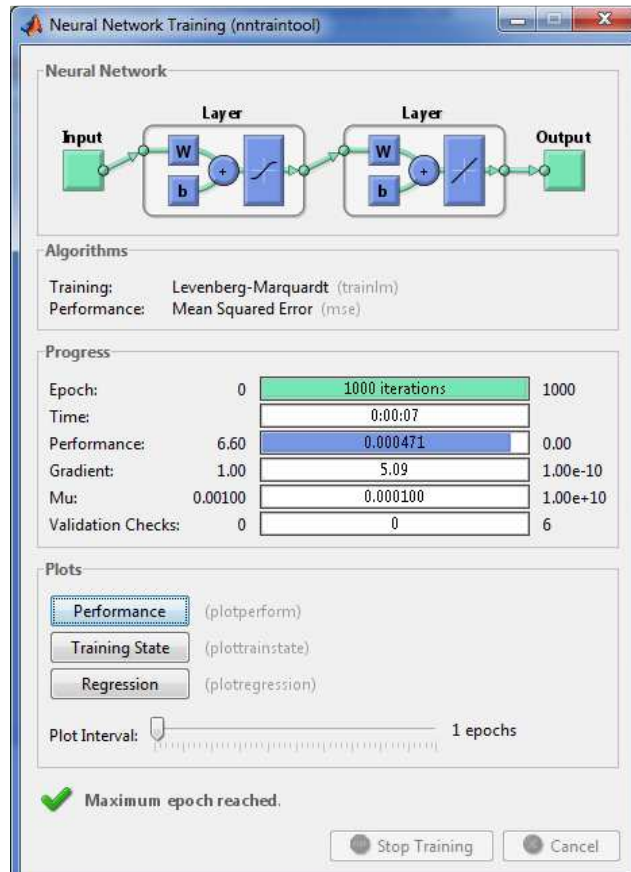 Neural Network Training (nntraintool)
Neural Network
Layer Layer
Input Output
W W
+ +
b b
Algorithms
Training: Levenberg-Marquardt (trainlm)
Performance: Mean Squared Error (mse)
Progress
Epoch: 0 1000 iterations 1000
Time: 0:00:07
Performance: 6.60 0.000471 0.00
Gradient: 1.00 5.09 1.00e-10
Mu: 0.00100 0.000100 1.00e+10
Validation Checks: 0 0 6
Plots
Performance (plotperform)
Training State (plottrainstate)
Regression (plotregression)
Plot Interval: 1 epochs
Maximum epoch reached.
Stop Training Cancel